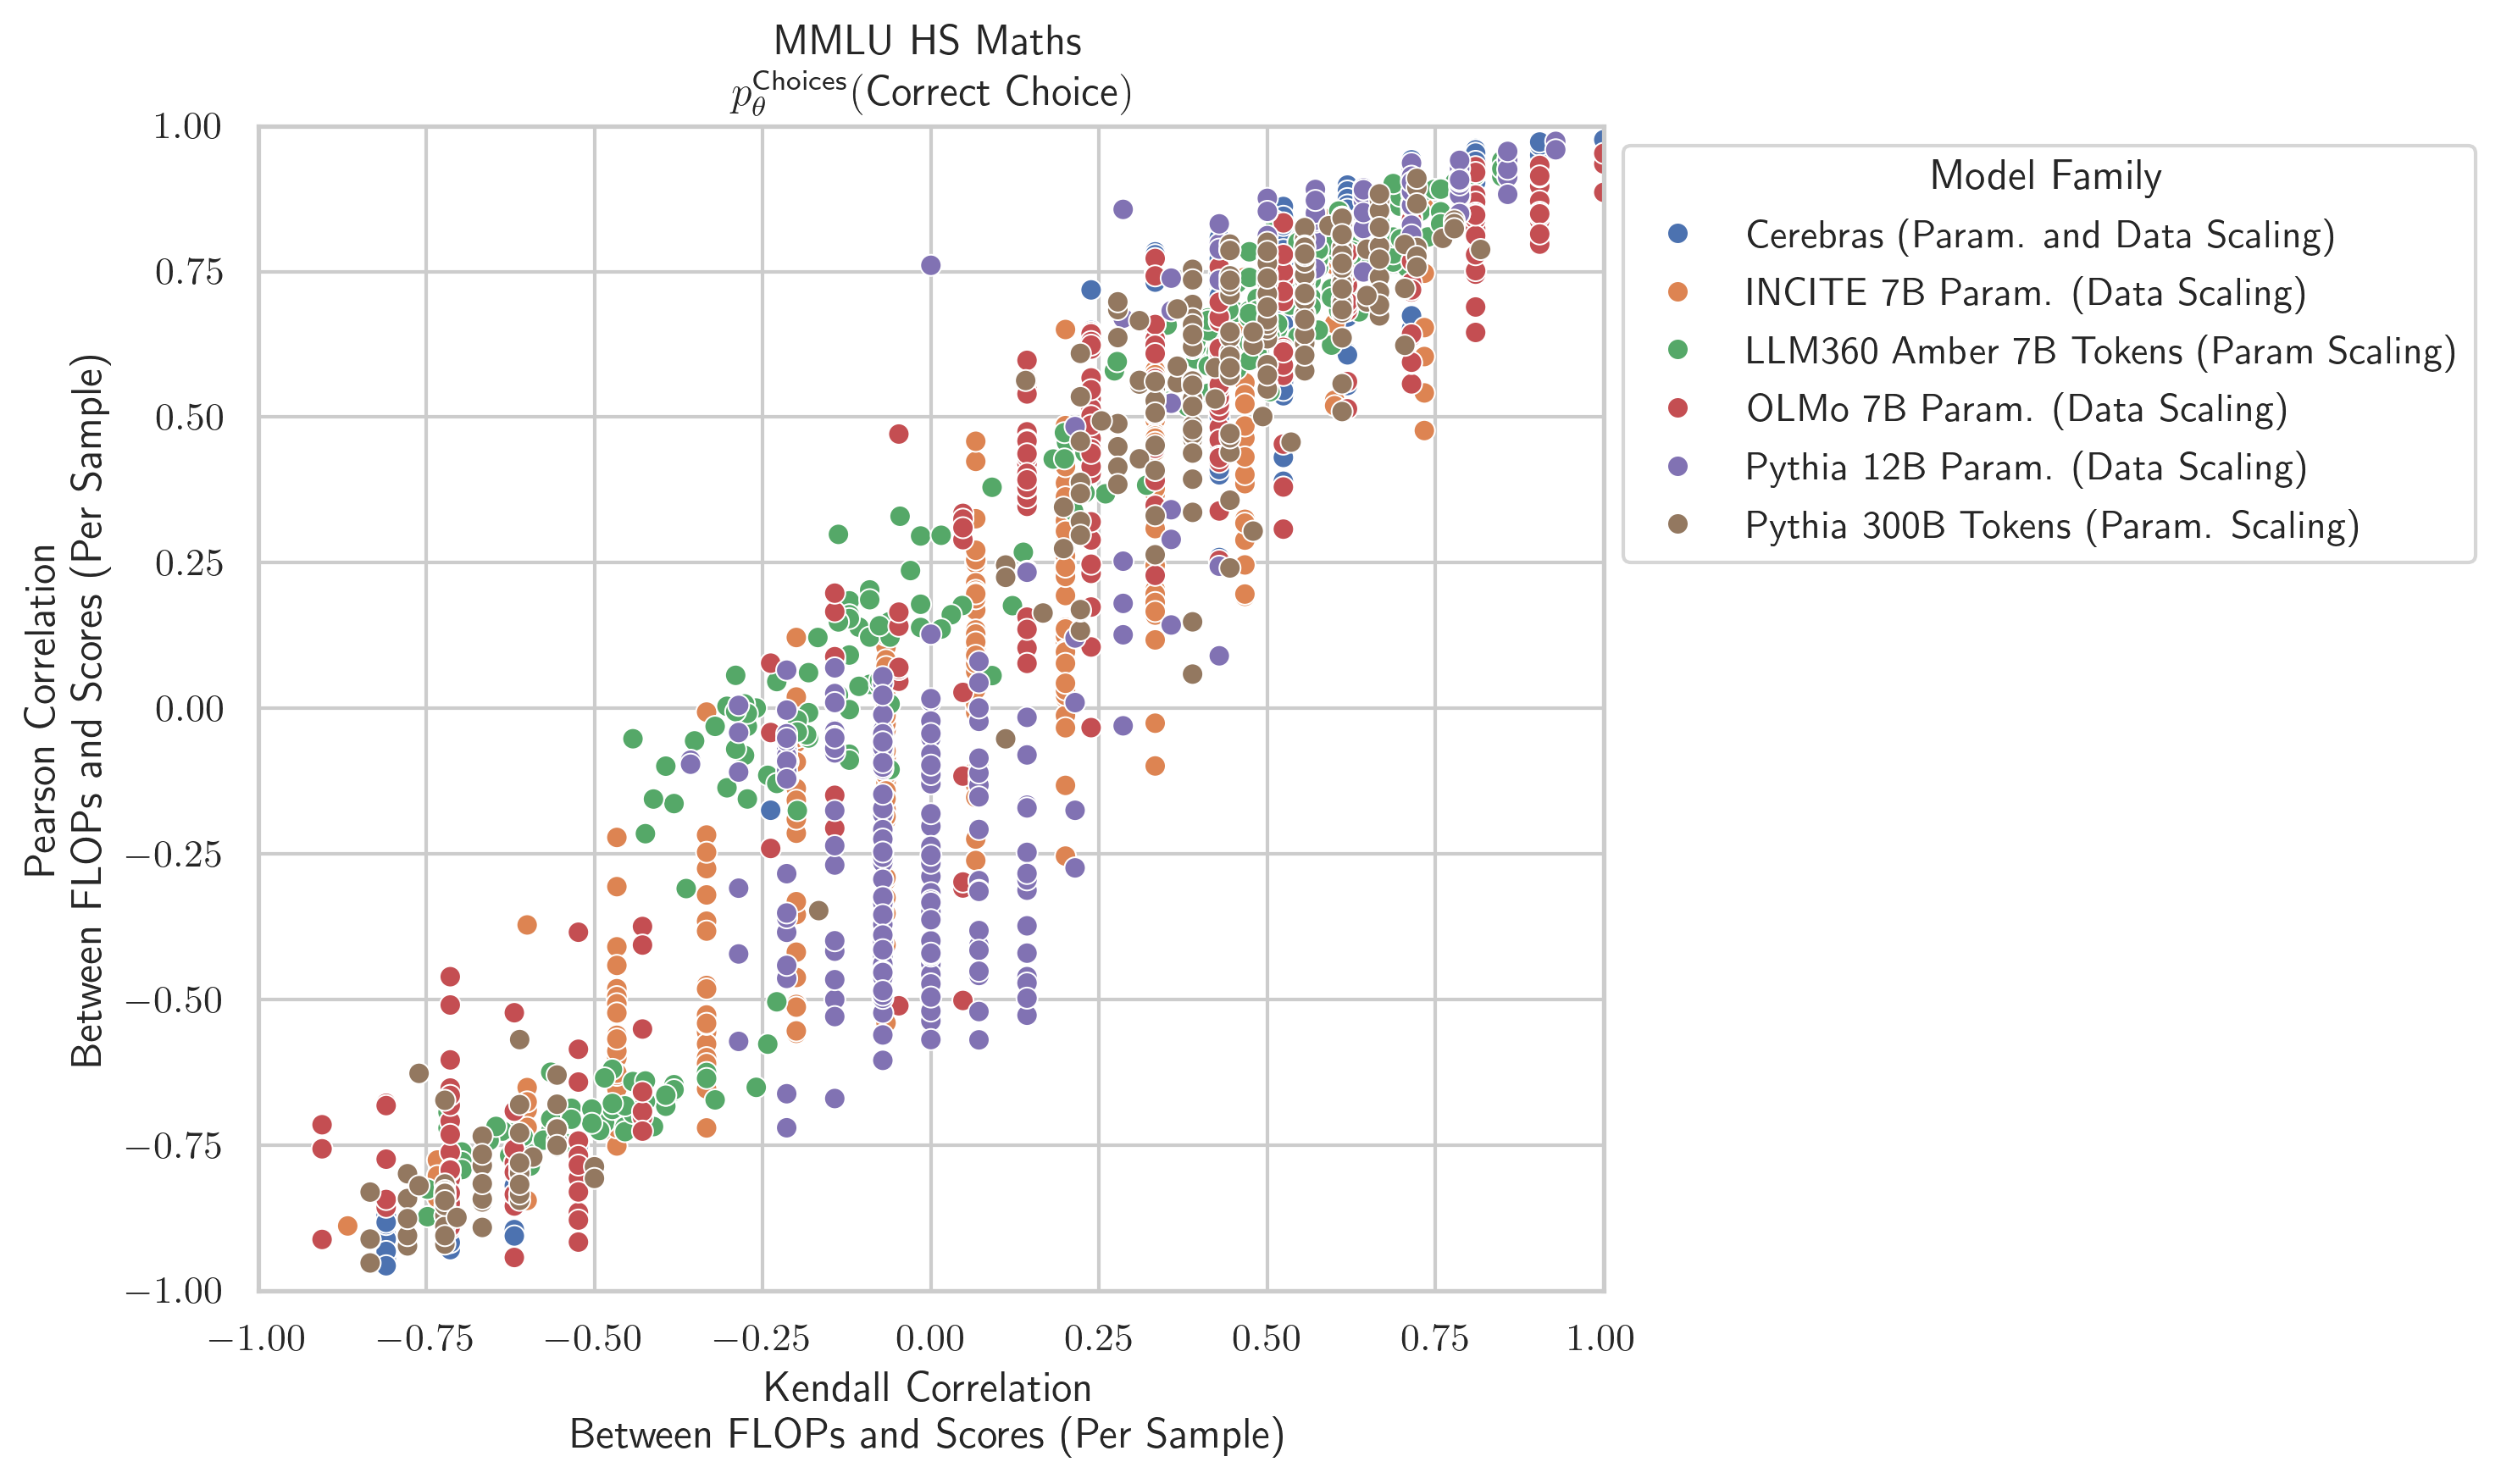 MMLU HS Maths
p_θ^Choices(Correct Choice)
1.00
0.75
0.50
0.25
0.00
−0.25
−0.50
−0.75
−1.00
Pearson Correlation
Between FLOPs and Scores (Per Sample)
−1.00 −0.75 −0.50 −0.25 0.00 0.25 0.50 0.75 1.00
Kendall Correlation
Between FLOPs and Scores (Per Sample)
Model Family
Cerebras (Param. and Data Scaling)
INCITE 7B Param. (Data Scaling)
LLM360 Amber 7B Tokens (Param Scaling)
OLMo 7B Param. (Data Scaling)
Pythia 12B Param. (Data Scaling)
Pythia 300B Tokens (Param. Scaling)